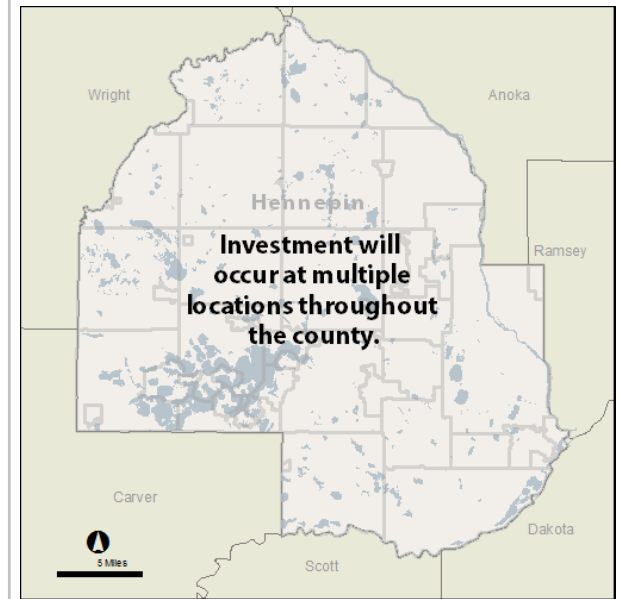 Wright
Anoka
Hennepin
Investment will
occur at multiple
locations throughout
the county.
Ramsey
Carver
5 Miles
Scott
Dakota